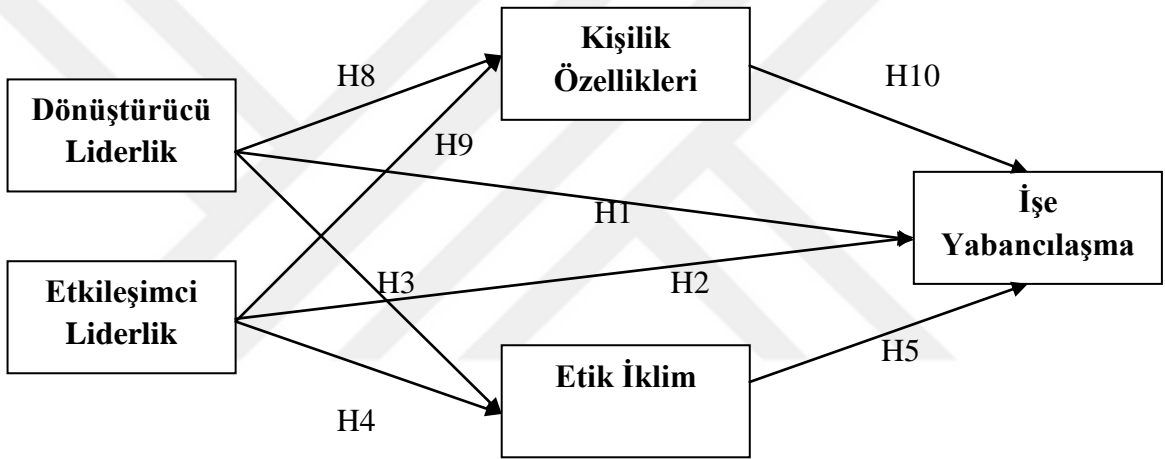 Kişilik
Özellikleri
H8
H10
Dönüştürücü
Liderlik
H9
H1
İşe
Yabancılaşma
Etkileşimci
Liderlik
H3
H2
H5
Etik İklim
H4